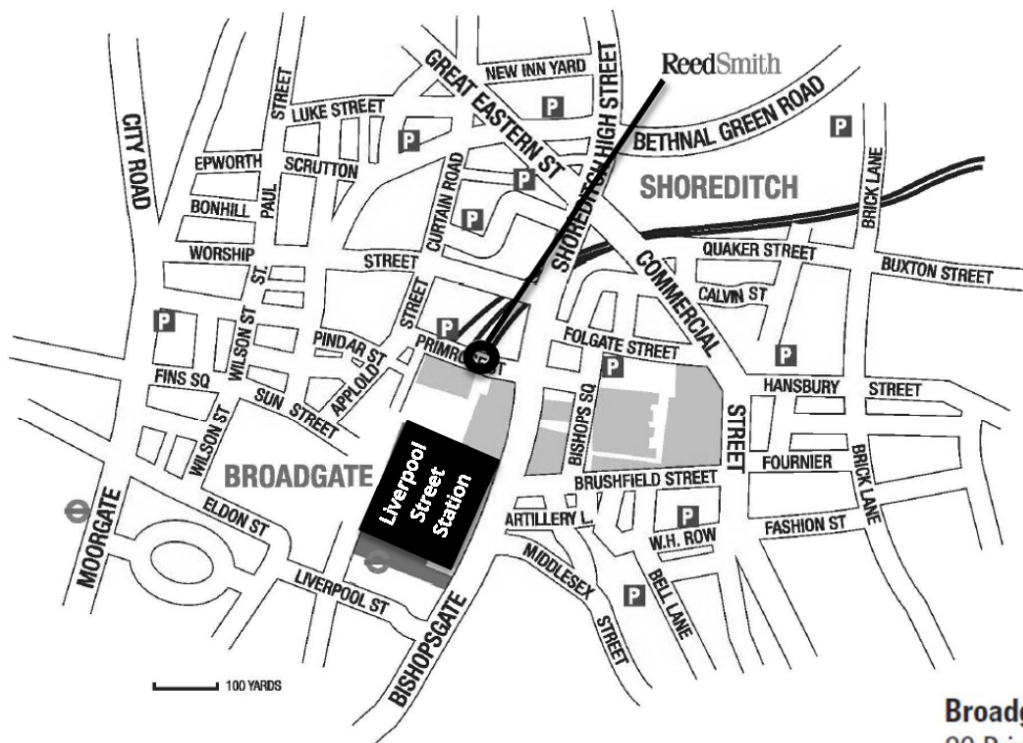 ReedSmith
GREAT EASTERN ST
NEW INN YARD
SHOREDITCH HIGH STREET
BETHNAL GREEN ROAD
STREET
LUKE STREET
P
P
P
CITY ROAD
EPWORTH
SCRUTTON
PAUL
CURTAIN ROAD
P
SHOREDITCH
BRICK LANE
BONHILL
P
WORSHIP
STREET
ST.
QUAKER STREET
BUXTON STREET
COMMERCIAL
CALVIN ST
STREET
P
WILSON ST
PINDAR ST
P
PRIMROSE ST
FOLGATE STREET
P
P
FINS SQ
SUN STREET
APPLOLD
BISHOPS SQ
HANSBURY
STREET
WILSON ST
STREET
BROADGATE
Liverpool
Street
Station
FOURNIER
BRICK LANE
BRUSHFIELD STREET
ELDON ST
ARTILLERY L.
P
W.H. ROW
FASHION ST
MOORGATE
LIVERPOOL ST
MIDDLESEX
STREET
BELL LANE
P
BISHOPSGATE
100 YARDS